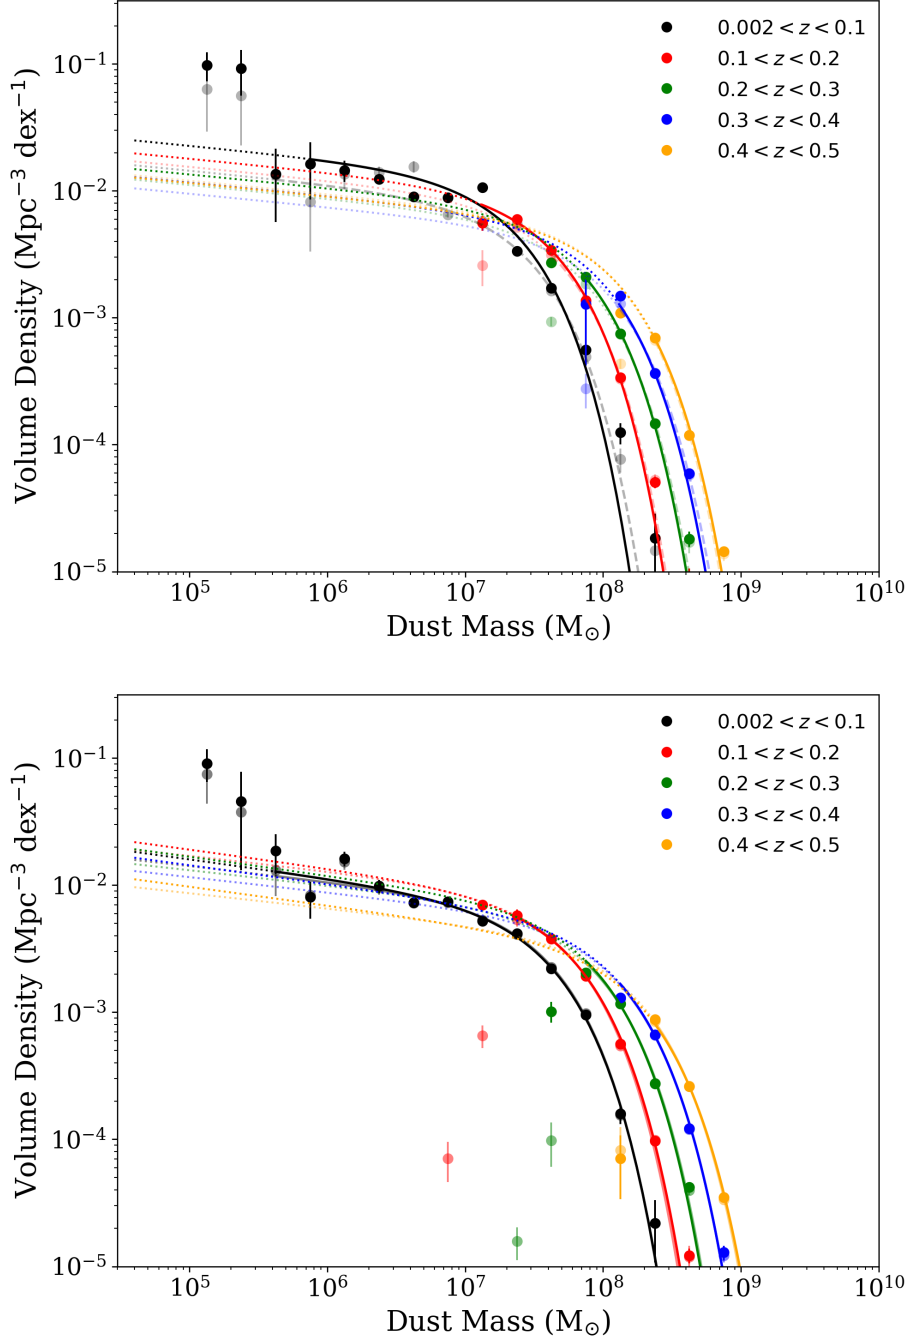 0.002 < z < 0.1
0.1 < z < 0.2
0.2 < z < 0.3
0.3 < z < 0.4
0.4 < z < 0.5
10⁻¹
10⁻²
10⁻³
10⁻⁴
10⁻⁵
Volume Density (Mpc⁻³ dex⁻¹)
10⁵ 10⁶ 10⁷ 10⁸ 10⁹ 10¹⁰
Dust Mass (M☉)
0.002 < z < 0.1
0.1 < z < 0.2
0.2 < z < 0.3
0.3 < z < 0.4
0.4 < z < 0.5
10⁻¹
10⁻²
10⁻³
10⁻⁴
10⁻⁵
Volume Density (Mpc⁻³ dex⁻¹)
10⁵ 10⁶ 10⁷ 10⁸ 10⁹ 10¹⁰
Dust Mass (M☉)